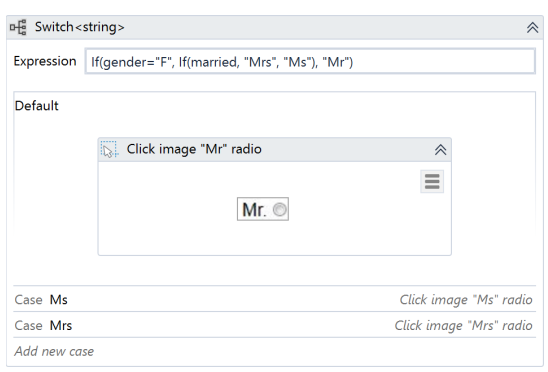 Switch<string>
Expression If(gender="F", If(married, "Mrs", "Ms"), "Mr")
Default
Click image "Mr" radio
Mr.
Case Ms Click image "Ms" radio
Case Mrs Click image "Mrs" radio
Add new case